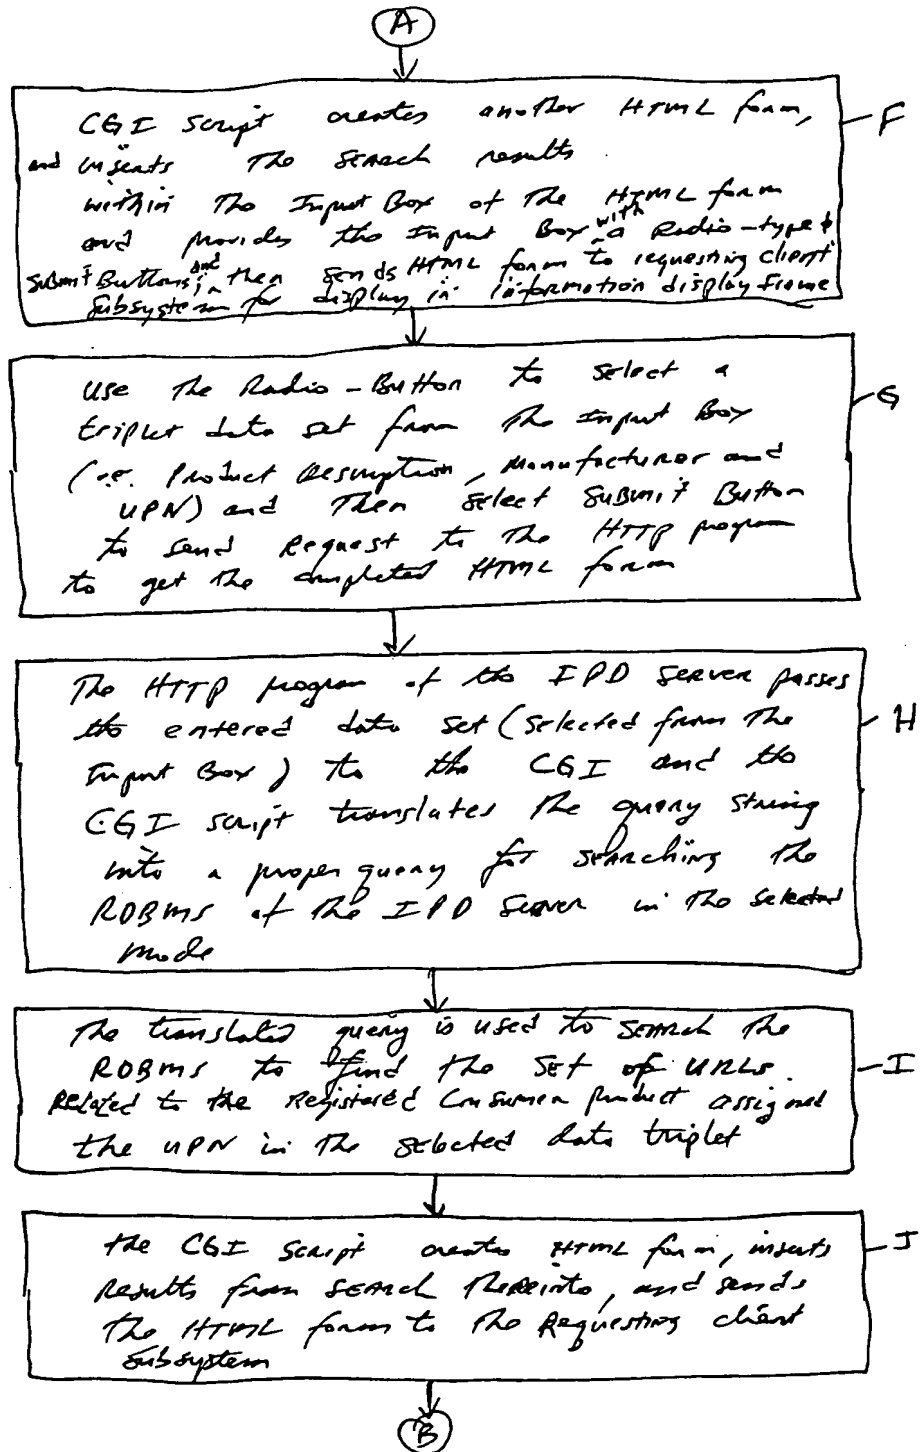 A
CGI script creates another HTML form,
and inserts the search results
within the Input Box of the HTML form
and provides the Input Box with a Radio-type &
Submit Buttons; and then sends HTML form to requesting client
subsystem for display in information display frame
F
use the Radio-Button to select a
triplet data set from the Input Box
(i.e. Product Description, Manufacturer and
UPN) and then select Submit Button
to send Request to the HTTP program
to get the completed HTML form
G
The HTTP program of the IPD Server passes
the entered data set (selected from the
Input Box) to the CGI and the
CGI script translates the query string
into a proper query for searching the
RDBMS of the IPD Server in the selected
mode
H
The translated query is used to search the
RDBMS to find the set of URLs
Related to the Registered Consumer product assigned
the UPN in the selected data triplet
I
the CGI script creates HTML form, inserts
Results from search thereinto, and sends
the HTML form to the Requesting client
subsystem
J
B